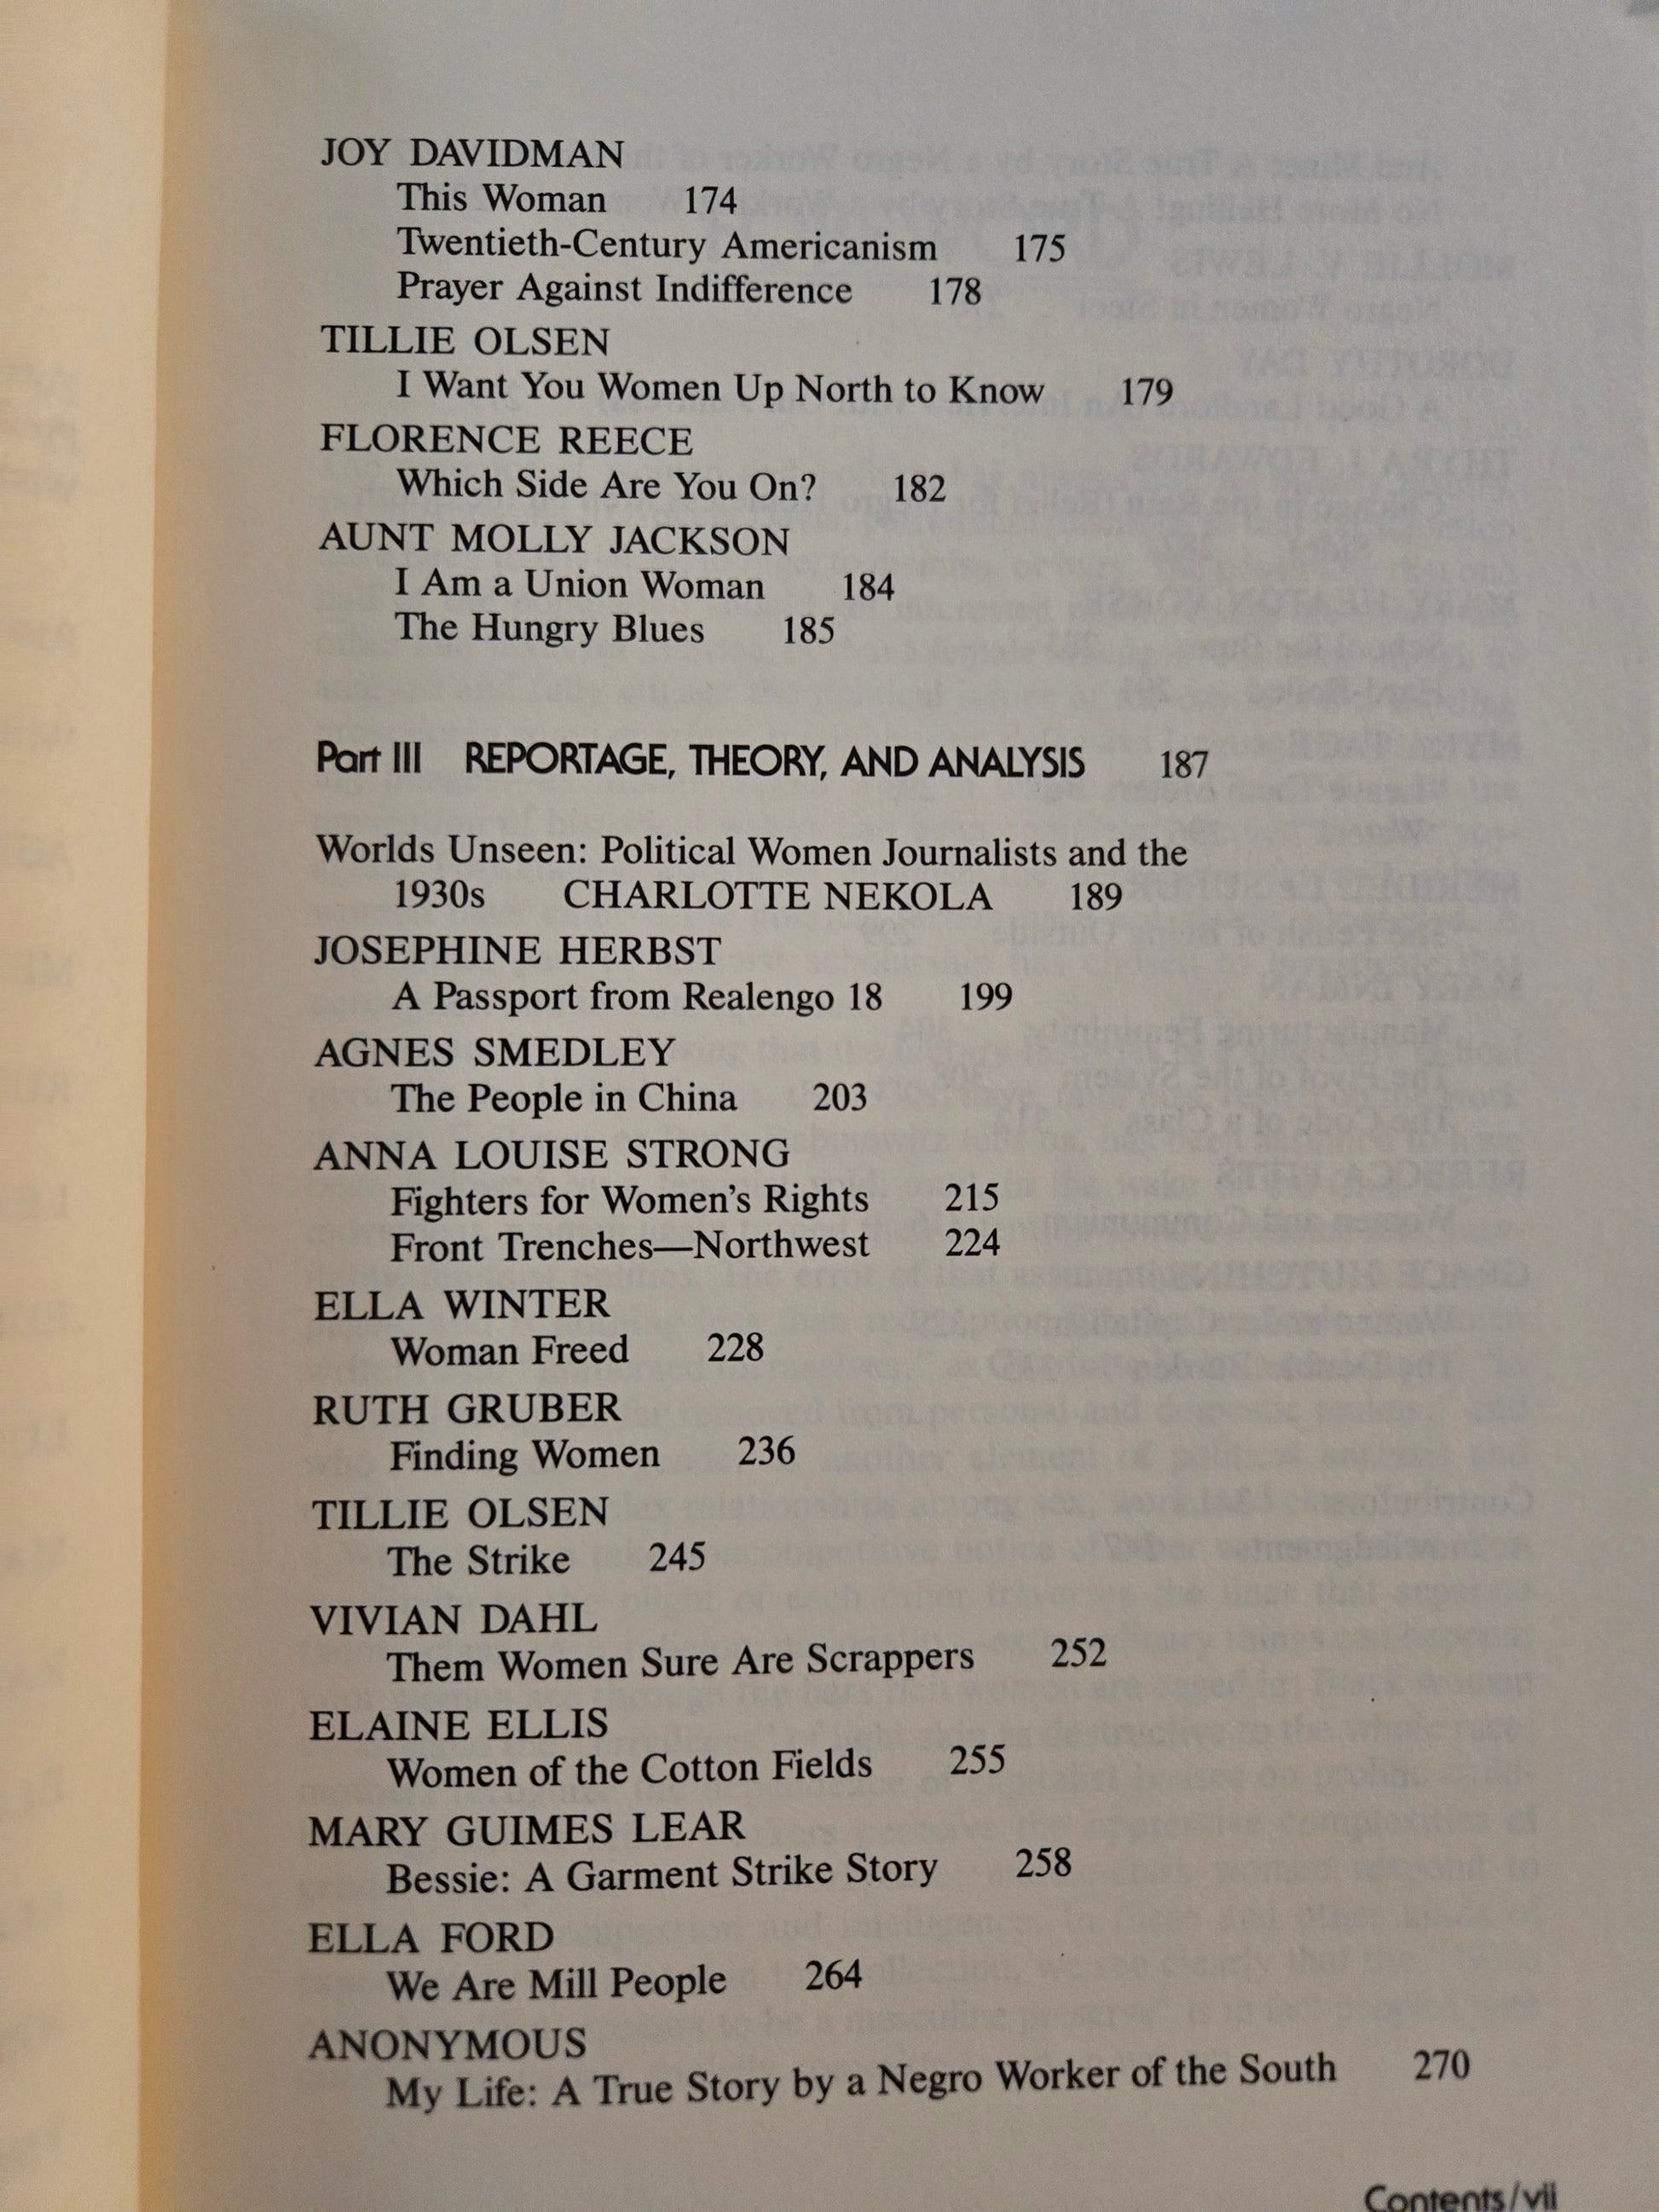 JOY DAVIDMAN
This Woman 174
Twentieth-Century Americanism 175
Prayer Against Indifference 178
TILLIE OLSEN
I Want You Women Up North to Know 179
FLORENCE REECE
Which Side Are You On? 182
AUNT MOLLY JACKSON
I Am a Union Woman 184
The Hungry Blues 185
Part III REPORTAGE, THEORY, AND ANALYSIS 187
Worlds Unseen: Political Women Journalists and the
1930s CHARLOTTE NEKOLA 189
JOSEPHINE HERBST
A Passport from Realengo 18 199
AGNES SMEDLEY
The People in China 203
ANNA LOUISE STRONG
Fighters for Women's Rights 215
Front Trenches—Northwest 224
ELLA WINTER
Woman Freed 228
RUTH GRUBER
Finding Women 236
TILLIE OLSEN
The Strike 245
VIVIAN DAHL
Them Women Sure Are Scrappers 252
ELAINE ELLIS
Women of the Cotton Fields 255
MARY GUIMES LEAR
Bessie: A Garment Strike Story 258
ELLA FORD
We Are Mill People 264
ANONYMOUS
My Life: A True Story by a Negro Worker of the South 270
Contents/vii